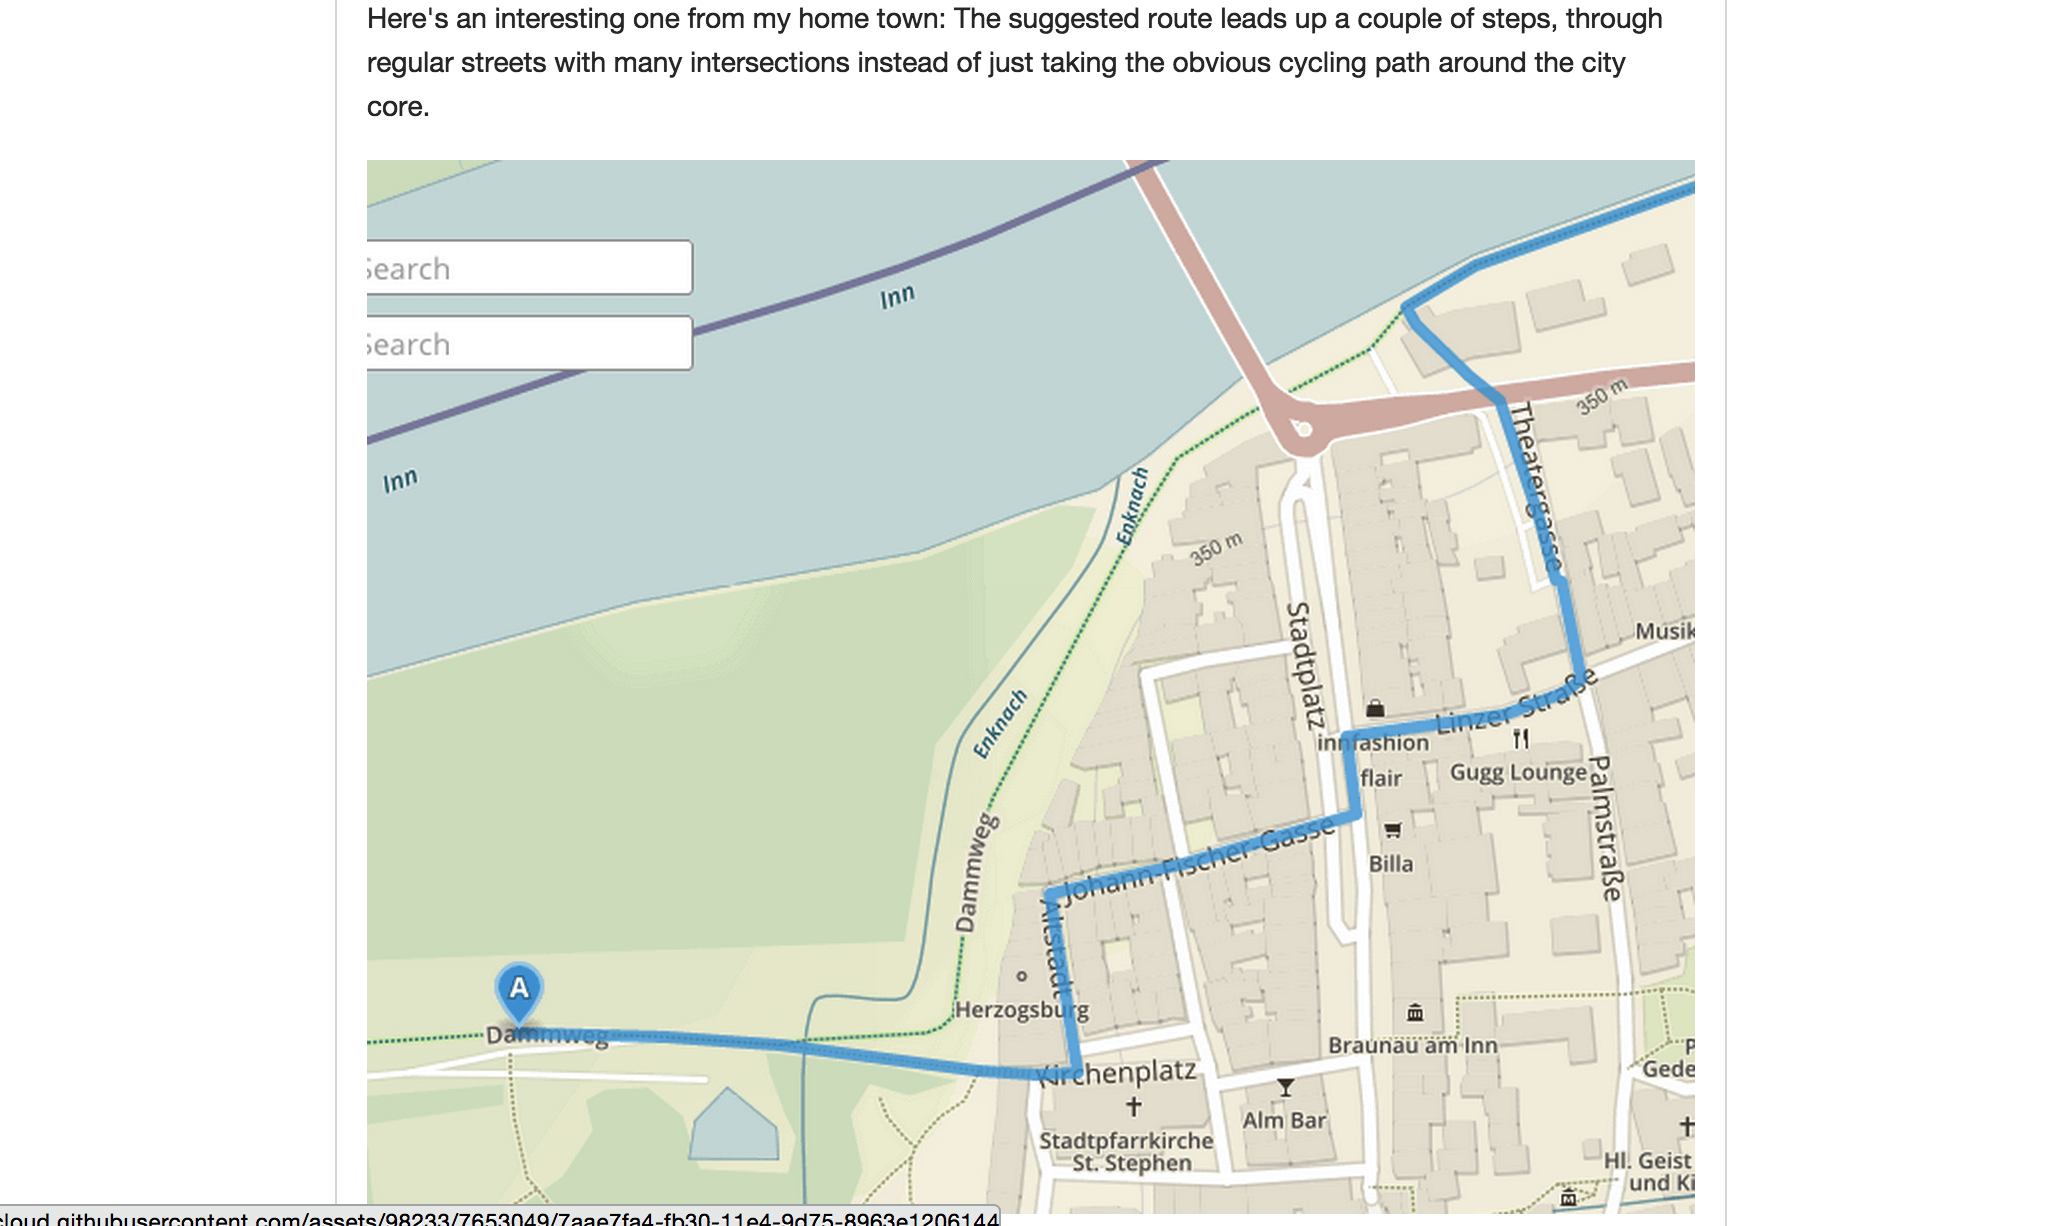 Here's an interesting one from my home town: The suggested route leads up a couple of steps, through
regular streets with many intersections instead of just taking the obvious cycling path around the city
core.
Search
Inn
Search
350 m
Theatergasse
Inn
Enknach
350 m
Stadtplatz
Musik
Enknach
Linzer Straße
innfashion
flair
Gugg Lounge
Palmstraße
Dammweg
Johann-Fischer-Gasse
Billa
Altstadt
A
Herzogsburg
Dammweg
Braunau am Inn
Kirchenplatz
P
Gede
Alm Bar
Stadtpfarrkirche
St. Stephen
Hl. Geist
und Ki
cloud.githubusercontent.com/assets/98233/7653049/7aae7fa4-fb30-11e4-9d75-8963e1206144